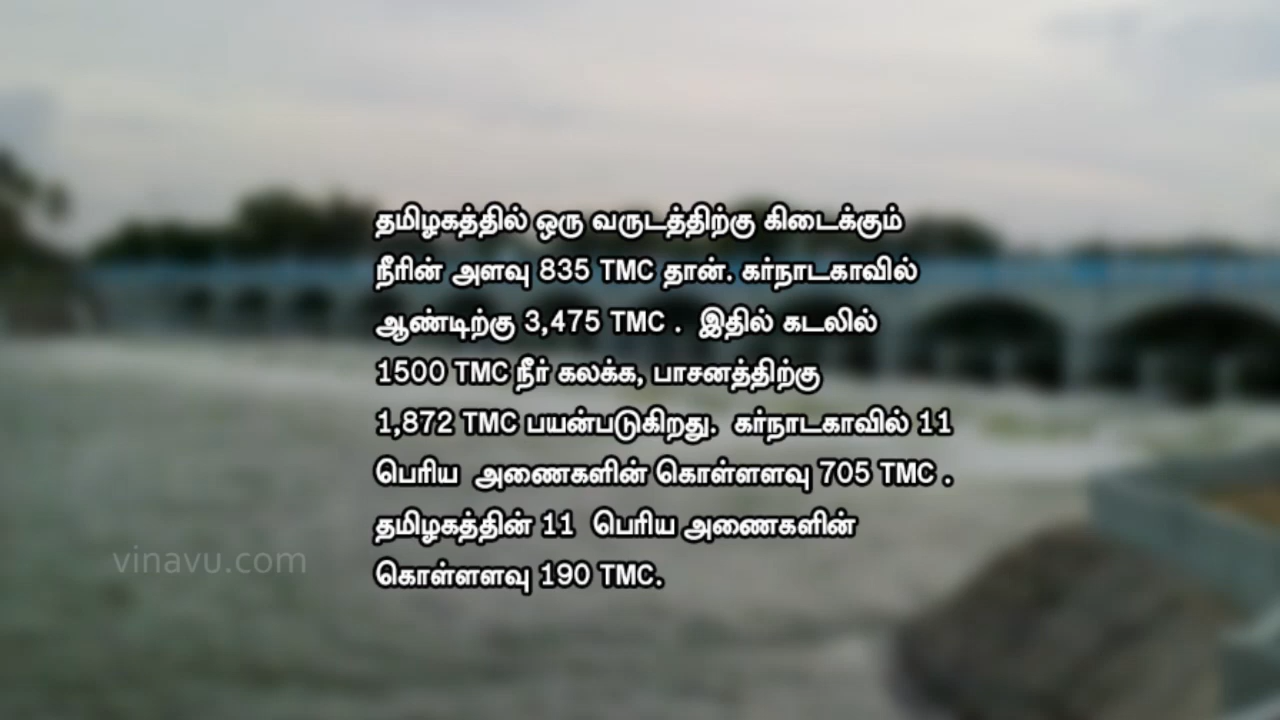 தமிழகத்தில் ஒரு வருடத்திற்கு கிடைக்கும்
நீரின் அளவு 835 TMC தான். கர்நாடகாவில்
ஆண்டிற்கு 3,475 TMC . இதில் கடலில்
1500 TMC நீர் கலக்க, பாசனத்திற்கு
1,872 TMC பயன்படுகிறது. கர்நாடகாவில் 11
பெரிய அணைகளின் கொள்ளளவு 705 TMC .
தமிழகத்தின் 11 பெரிய அணைகளின்
கொள்ளளவு 190 TMC.
vinavu.com